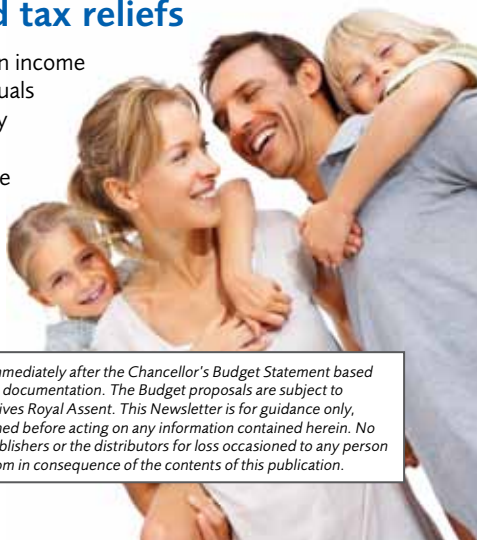 d tax reliefs
n income
uals
y
e
mmediately after the Chancellor's Budget Statement based
documentation. The Budget proposals are subject to
ives Royal Assent. This Newsletter is for guidance only,
ned before acting on any information contained herein. No
blishers or the distributors for loss occasioned to any person
om in consequence of the contents of this publication.